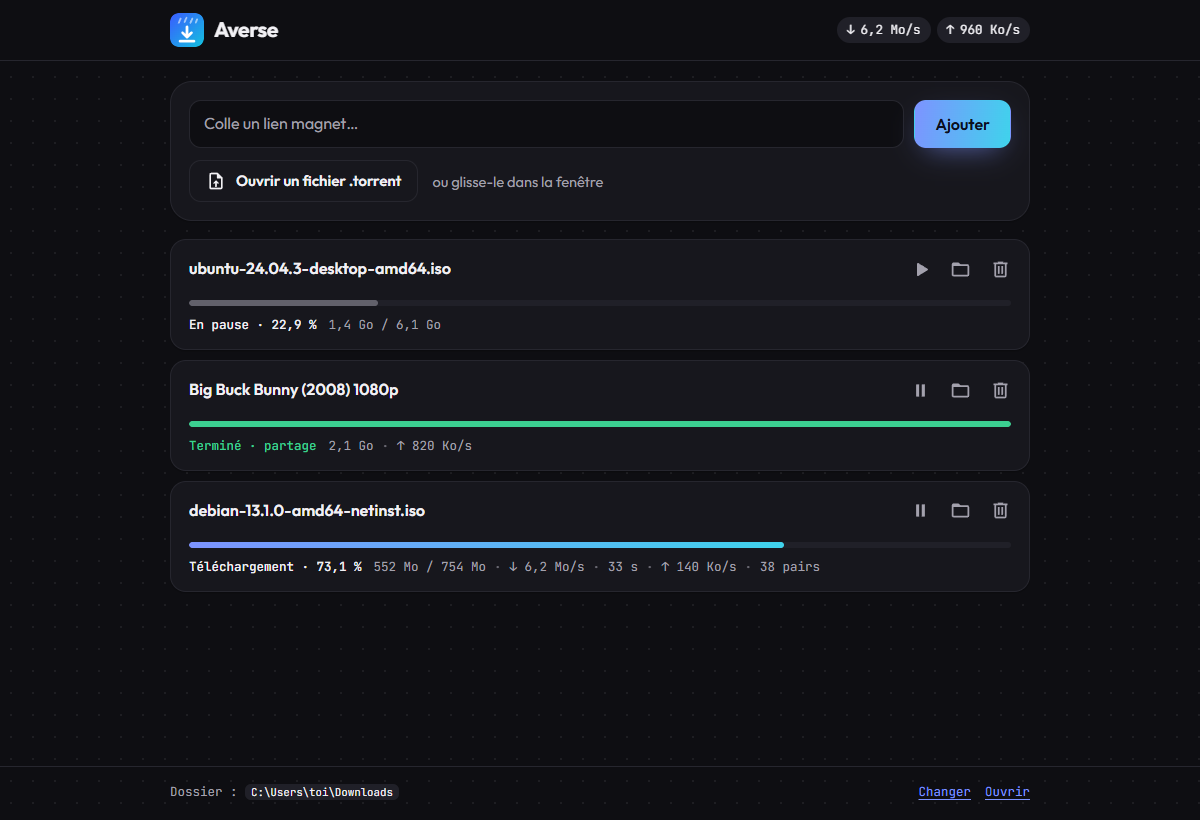 Averse
↓ 6,2 Mo/s ↑ 960 Ko/s
Colle un lien magnet…
Ajouter
Ouvrir un fichier .torrent ou glisse-le dans la fenêtre
ubuntu-24.04.3-desktop-amd64.iso
En pause · 22,9 % 1,4 Go / 6,1 Go
Big Buck Bunny (2008) 1080p
Terminé · partage 2,1 Go · ↑ 820 Ko/s
debian-13.1.0-amd64-netinst.iso
Téléchargement · 73,1 % 552 Mo / 754 Mo · ↓ 6,2 Mo/s · 33 s · ↑ 140 Ko/s · 38 pairs
Dossier : C:\Users\toi\Downloads Changer Ouvrir